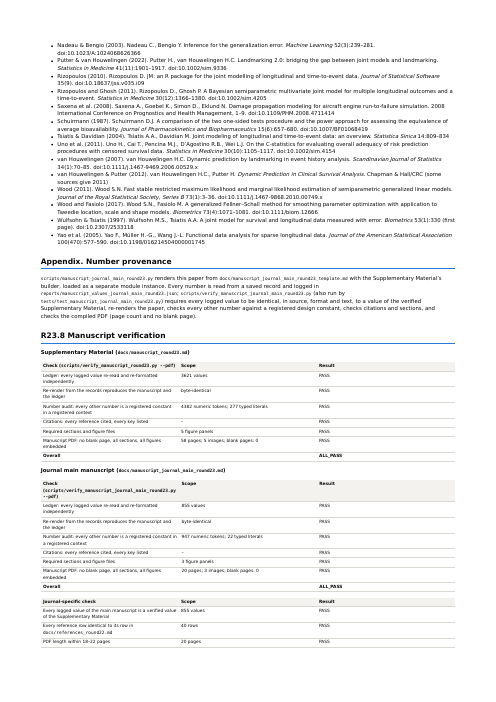 Nadeau & Bengio (2003). Nadeau C., Bengio Y. Inference for the generalization error. Machine Learning 52(3):239–281.
doi:10.1023/A:1024068626366
Putter & van Houwelingen (2022). Putter H., van Houwelingen H.C. Landmarking 2.0: bridging the gap between joint models and landmarking.
Statistics in Medicine 41(11):1901–1917. doi:10.1002/sim.9336
Rizopoulos (2010). Rizopoulos D. JM: an R package for the joint modelling of longitudinal and time-to-event data. Journal of Statistical Software
35(9). doi:10.18637/jss.v035.i09
Rizopoulos and Ghosh (2011). Rizopoulos D., Ghosh P. A Bayesian semiparametric multivariate joint model for multiple longitudinal outcomes and a
time-to-event. Statistics in Medicine 30(12):1366–1380. doi:10.1002/sim.4205
Saxena et al. (2008). Saxena A., Goebel K., Simon D., Eklund N. Damage propagation modeling for aircraft engine run-to-failure simulation. 2008
International Conference on Prognostics and Health Management, 1–9. doi:10.1109/PHM.2008.4711414
Schuirmann (1987). Schuirmann D.J. A comparison of the two one-sided tests procedure and the power approach for assessing the equivalence of
average bioavailability. Journal of Pharmacokinetics and Biopharmaceutics 15(6):657–680. doi:10.1007/BF01068419
Tsiatis & Davidian (2004). Tsiatis A.A., Davidian M. Joint modeling of longitudinal and time-to-event data: an overview. Statistica Sinica 14:809–834
Uno et al. (2011). Uno H., Cai T., Pencina M.J., D'Agostino R.B., Wei L.J. On the C-statistics for evaluating overall adequacy of risk prediction
procedures with censored survival data. Statistics in Medicine 30(10):1105–1117. doi:10.1002/sim.4154
van Houwelingen (2007). van Houwelingen H.C. Dynamic prediction by landmarking in event history analysis. Scandinavian Journal of Statistics
34(1):70–85. doi:10.1111/j.1467-9469.2006.00529.x
van Houwelingen & Putter (2012). van Houwelingen H.C., Putter H. Dynamic Prediction in Clinical Survival Analysis. Chapman & Hall/CRC (some
sources give 2011)
Wood (2011). Wood S.N. Fast stable restricted maximum likelihood and marginal likelihood estimation of semiparametric generalized linear models.
Journal of the Royal Statistical Society, Series B 73(1):3–36. doi:10.1111/j.1467-9868.2010.00749.x
Wood and Fasiolo (2017). Wood S.N., Fasiolo M. A generalized Fellner-Schall method for smoothing parameter optimization with application to
Tweedie location, scale and shape models. Biometrics 73(4):1071–1081. doi:10.1111/biom.12666
Wulfsohn & Tsiatis (1997). Wulfsohn M.S., Tsiatis A.A. A joint model for survival and longitudinal data measured with error. Biometrics 53(1):330 (first
page). doi:10.2307/2533118
Yao et al. (2005). Yao F., Müller H.-G., Wang J.-L. Functional data analysis for sparse longitudinal data. Journal of the American Statistical Association
100(470):577–590. doi:10.1198/016214504000001745
Appendix. Number provenance
scripts/manuscript_journal_main_round23.py renders this paper from docs/manuscript_journal_main_round23_template.md with the Supplementary Material's
builder, loaded as a separate module instance. Every number is read from a saved record and logged in
reports/manuscript_values_journal_main_round23.json; scripts/verify_manuscript_journal_main_round23.py (also run by
tests/test_manuscript_journal_main_round23.py) requires every logged value to be identical, in source, format and text, to a value of the verified
Supplementary Material, re-renders the paper, checks every other number against a registered design constant, checks citations and sections, and
checks the compiled PDF (page count and no blank page).
R23.8 Manuscript verification
Supplementary Material (docs/manuscript_round23.md)
Check (scripts/verify_manuscript_round23.py --pdf) Scope Result
Ledger: every logged value re-read and re-formatted
independently 3621 values PASS
Re-render from the records reproduces the manuscript and
the ledger byte-identical PASS
Number audit: every other number is a registered constant
in a registered context 4382 numeric tokens; 277 typed literals PASS
Citations: every reference cited, every key listed – PASS
Required sections and figure files 5 figure panels PASS
Manuscript PDF: no blank page, all sections, all figures
embedded 58 pages; 5 images; blank pages: 0 PASS
Overall ALL_PASS
Journal main manuscript (docs/manuscript_journal_main_round23.md)
Check
(scripts/verify_manuscript_journal_main_round23.py
--pdf) Scope Result
Ledger: every logged value re-read and re-formatted
independently 855 values PASS
Re-render from the records reproduces the manuscript and
the ledger byte-identical PASS
Number audit: every other number is a registered constant in
a registered context 947 numeric tokens; 22 typed literals PASS
Citations: every reference cited, every key listed – PASS
Required sections and figure files 3 figure panels PASS
Manuscript PDF: no blank page, all sections, all figures
embedded 20 pages; 3 images; blank pages: 0 PASS
Overall ALL_PASS
Journal-specific check Scope Result
Every logged value of the main manuscript is a verified value
of the Supplementary Material 855 values PASS
Every reference row identical to its row in
docs/references_round22.md 40 rows PASS
PDF length within 18–22 pages 20 pages PASS